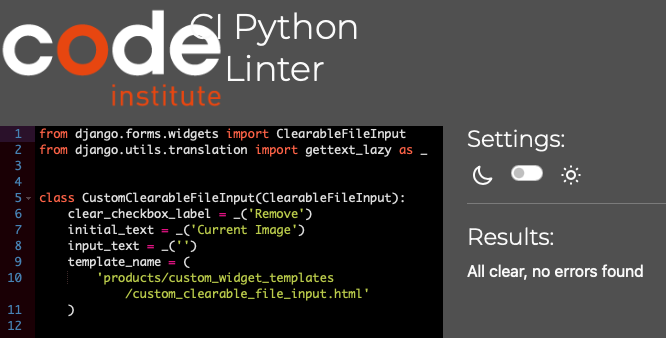 code
institute
CI Python
Linter
1 from django.forms.widgets import ClearableFileInput
2 from django.utils.translation import gettext_lazy as _
3
4
5 class CustomClearableFileInput(ClearableFileInput):
6     clear_checkbox_label = _('Remove')
7     initial_text = _('Current Image')
8     input_text = _('')
9     template_name = (
10         'products/custom_widget_templates
            /custom_clearable_file_input.html'
11     )
12
Settings:
Results:
All clear, no errors found